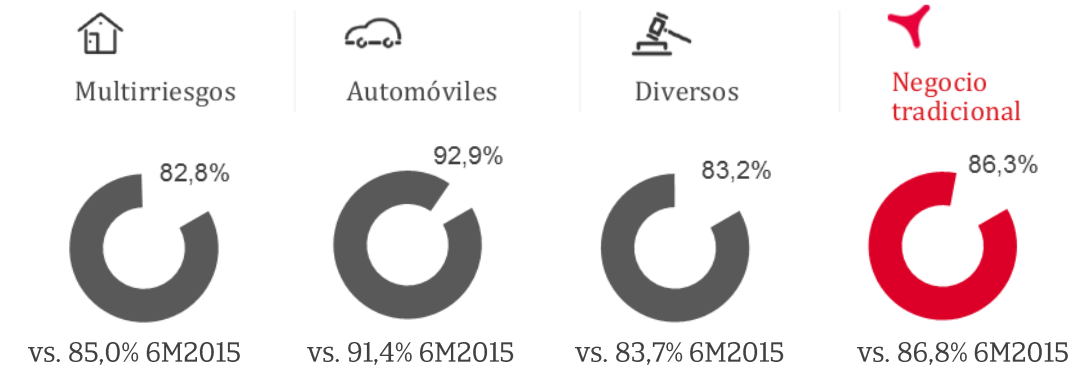 Multirriesgos
82,8%
vs. 85,0% 6M2015
Automóviles
92,9%
vs. 91,4% 6M2015
Diversos
83,2%
vs. 83,7% 6M2015
Negocio
tradicional
86,3%
vs. 86,8% 6M2015